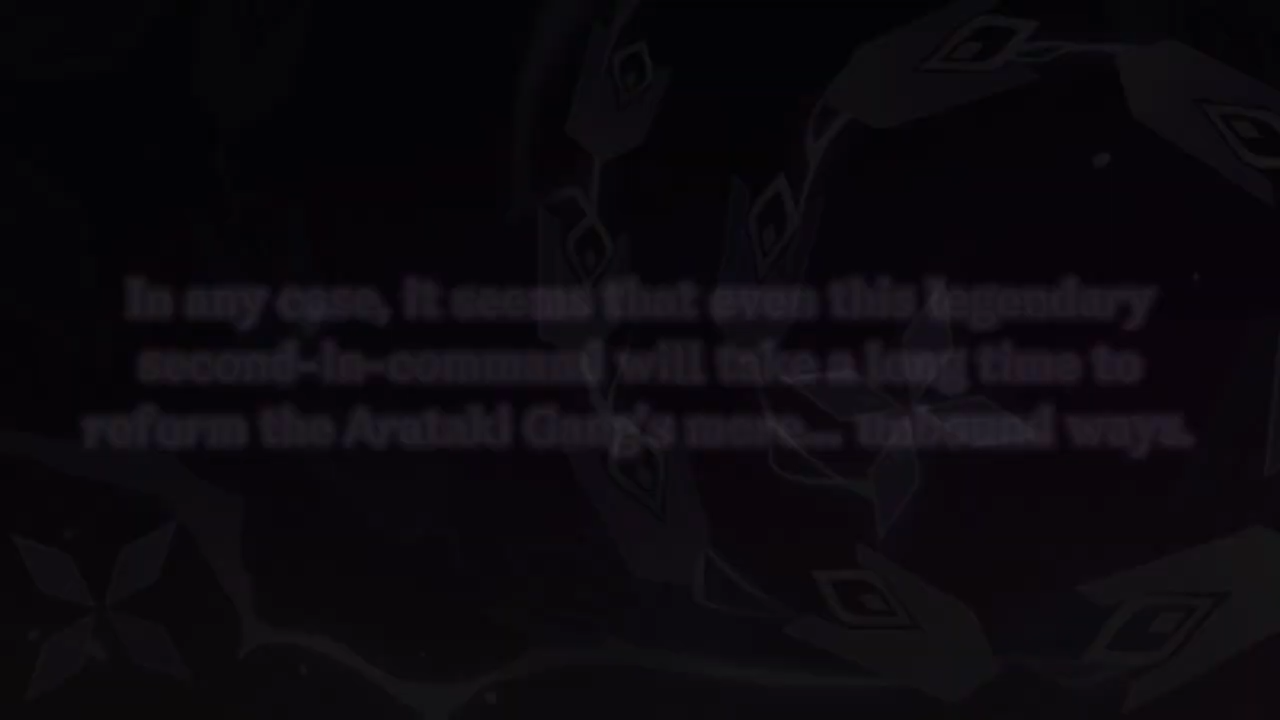 In any case, it seems that even this legendary
second-in-command will take a long time to
reform the Arataki Gang's more... unbound ways.